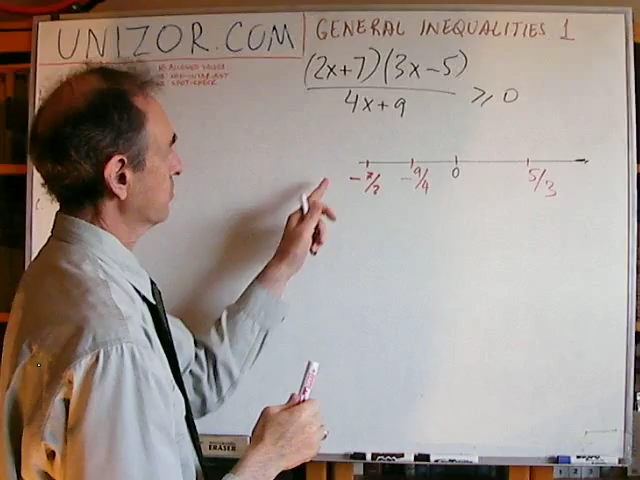 UNIZOR.COM
GENERAL INEQUALITIES 1
(2x+7)(3x-5)
4x+9
≥ 0
-7/2 -9/4 0 5/3
ERASER